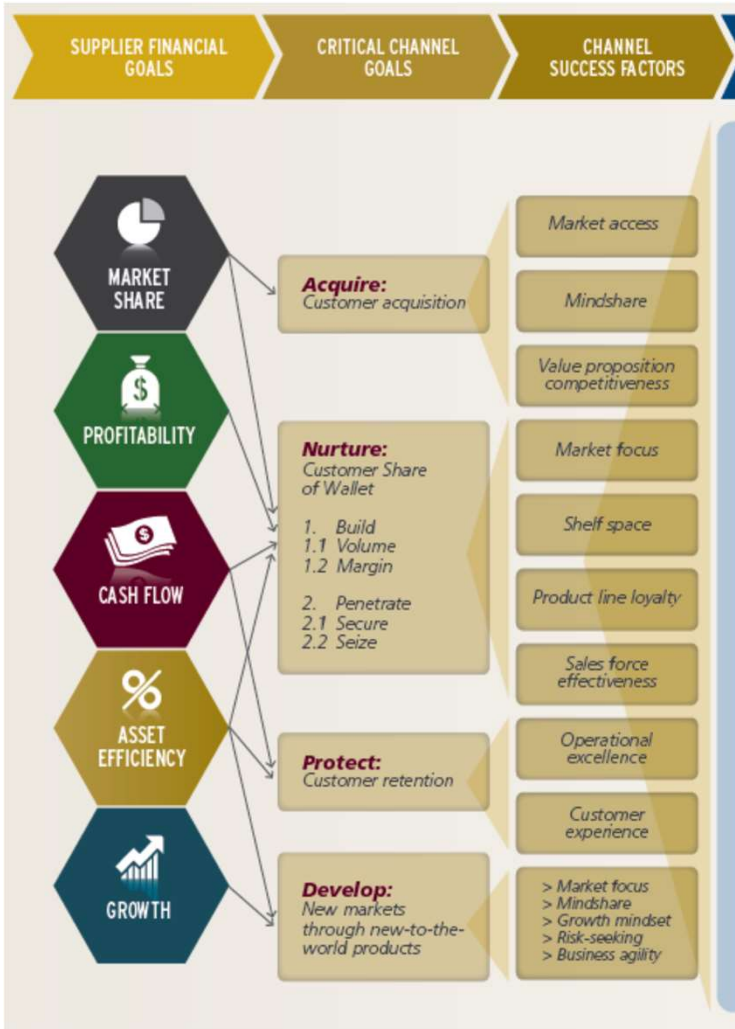 SUPPLIER FINANCIAL
GOALS
CRITICAL CHANNEL
GOALS
CHANNEL
SUCCESS FACTORS
MARKET
SHARE
$
PROFITABILITY
$
CASH FLOW
%
ASSET
EFFICIENCY
GROWTH
Acquire:
Customer acquisition
Nurture:
Customer Share
of Wallet
1. Build
1.1 Volume
1.2 Margin
2. Penetrate
2.1 Secure
2.2 Seize
Protect:
Customer retention
Develop:
New markets
through new-to-the-
world products
Market access
Mindshare
Value proposition
competitiveness
Market focus
Shelf space
Product line loyalty
Sales force
effectiveness
Operational
excellence
Customer
experience
> Market focus
> Mindshare
> Growth mindset
> Risk-seeking
> Business agility